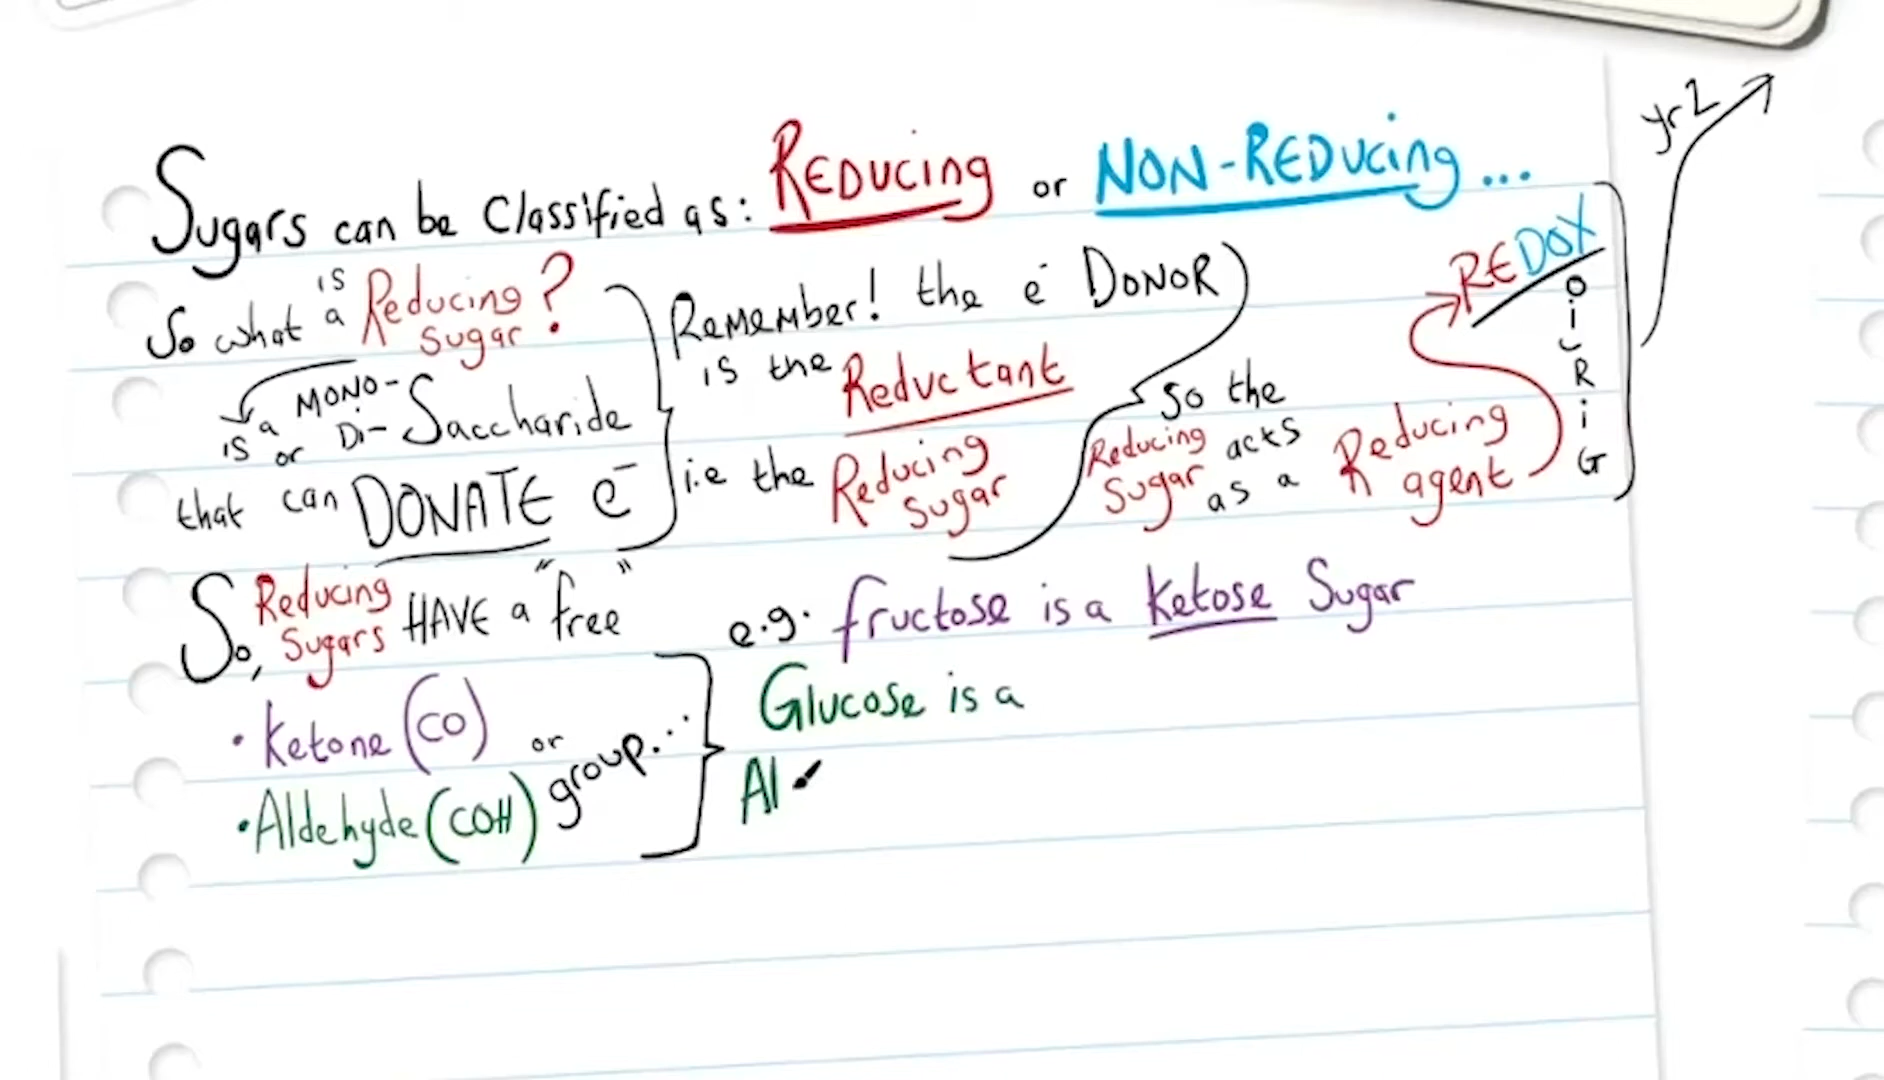 Sugars can be Classified as: REDucing or NON-REDucing...
So what is a Reducing Sugar?
is a MONO- or Di- Saccharide
that can DONATE e⁻
Remember! the e⁻ DONOR
is the Reductant
i.e the Reducing Sugar
so the Reducing Sugar acts as a Reducing agent
REDOX
OiLRiG
yr2
So, Reducing Sugars HAVE a "free"
• Ketone (CO) or
• Aldehyde (COH) group...
e.g. fructose is a Ketose Sugar
Glucose is a
Al